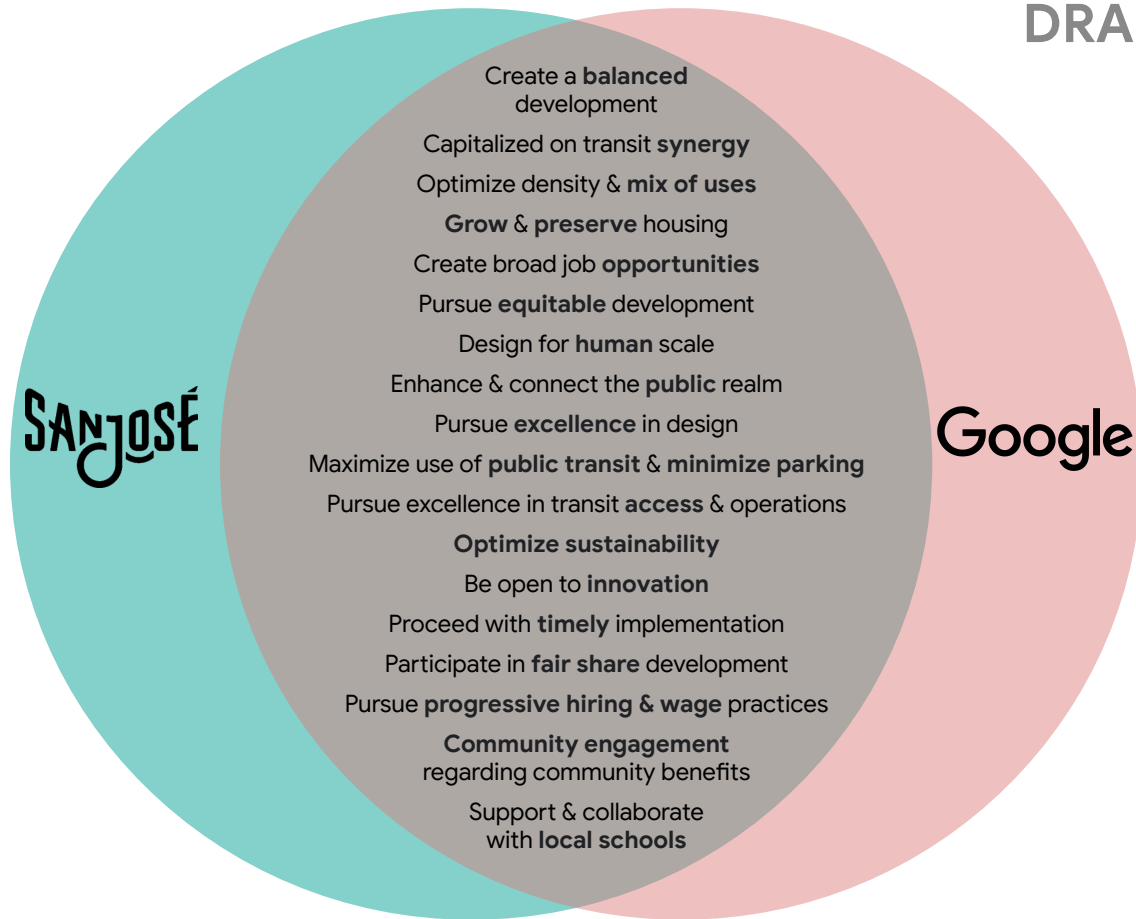 DRA
Create a balanced
development
Capitalized on transit synergy
Optimize density & mix of uses
Grow & preserve housing
Create broad job opportunities
Pursue equitable development
Design for human scale
Enhance & connect the public realm
SANJOSÉ
Google
Pursue excellence in design
Maximize use of public transit & minimize parking
Pursue excellence in transit access & operations
Optimize sustainability
Be open to innovation
Proceed with timely implementation
Participate in fair share development
Pursue progressive hiring & wage practices
Community engagement
regarding community benefits
Support & collaborate
with local schools